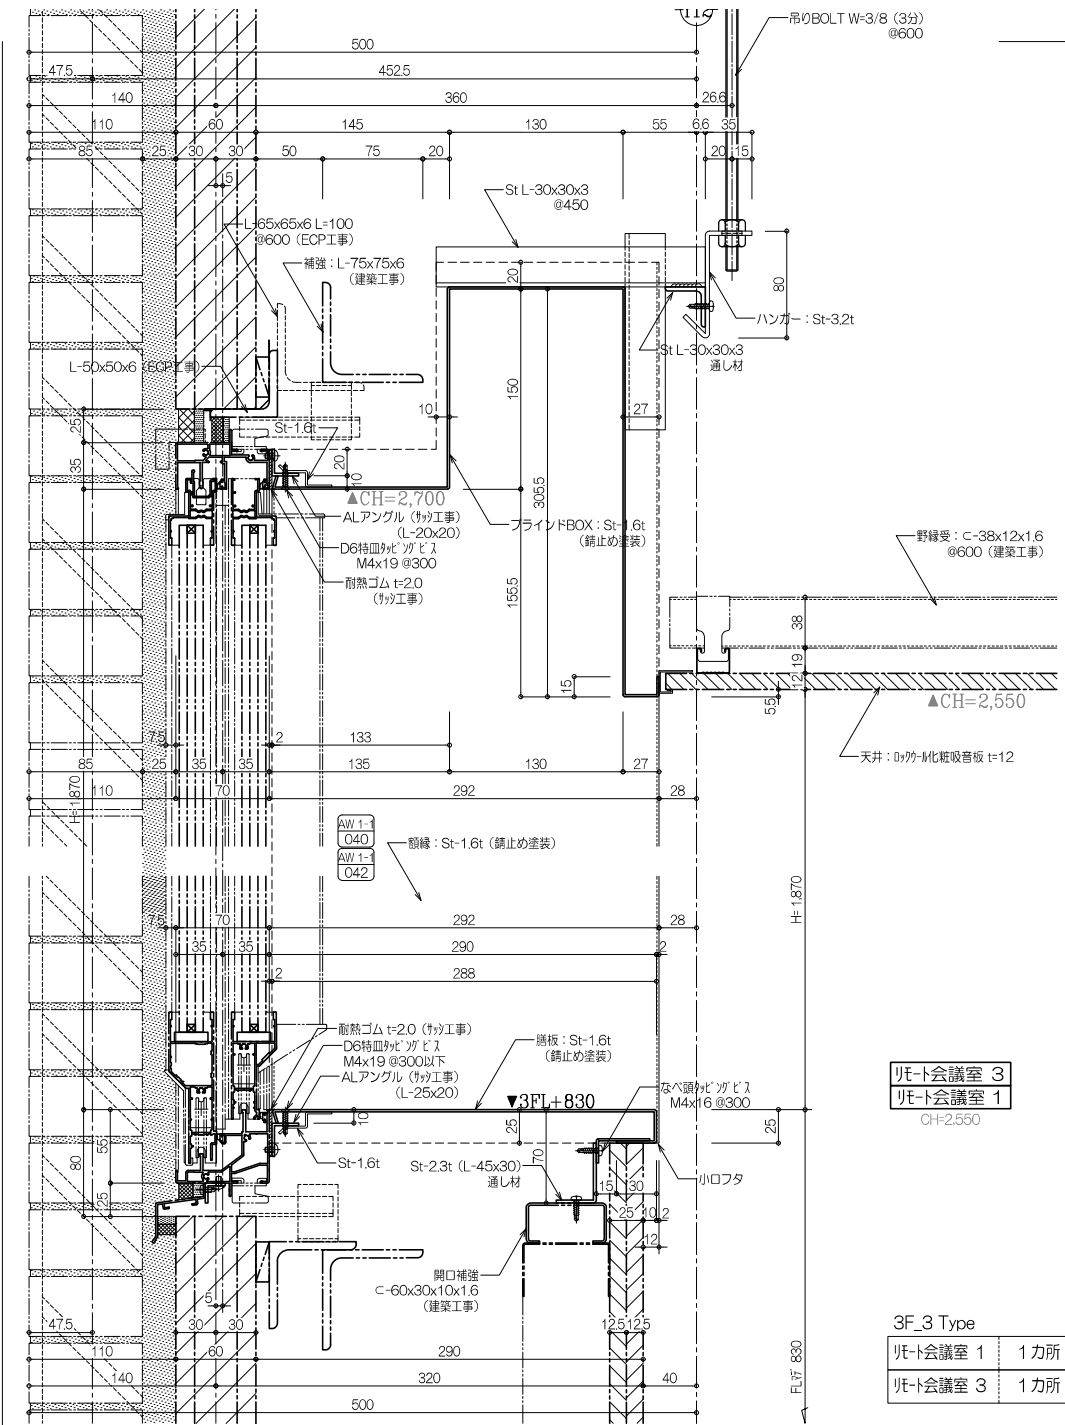 112
吊りBOLT W=3/8 (3分)
@600
500
47.5
452.5
140
360
26.6
110
60
145
130
55
6.6
35
85
25
30
30
50
75
20
20
15
5
St L-30x30x3
@450
L-65x65x6 L=100
@600 (ECP工事)
補強：L-75x75x6
(建築工事)
20
80
ハンガー：St-3.2t
St L-30x30x3
通し材
L-50x50x6 (ECP工事)
150
10
27
25
St-1.6t
35
20
10
305.5
▲CH=2,700
ALアングル (サッシ工事)
(L-20x20)
ブラインドBOX：St-1.6t
(錆止め塗装)
D6特皿タッピングビス
M4x19 @300
耐熱ゴム t=2.0
(サッシ工事)
野縁受：⊂-38x12x1.6
@600 (建築工事)
155.5
38
19
12
15
5.5
▲CH=2,550
天井：ロックウール化粧吸音板 t=12
7.5
2
133
85
25
35
35
135
130
27
H=1,870
110
70
292
28
AW 1-1
040
AW 1-1
042
額縁：St-1.6t (錆止め塗装)
H=1,870
7.5
70
292
28
35
35
290
2
2
288
耐熱ゴム t=2.0 (サッシ工事)
D6特皿タッピングビス
M4x19 @300以下
ALアングル (サッシ工事)
(L-25x20)
膳板：St-1.6t
(錆止め塗装)
なべ頭タッピングビス
M4x16 @300
リモート会議室 3
リモート会議室 1
CH=2,550
▼3FL+830
10
25
25
55
80
70
St-1.6t
St-2.3t (L-45x30)
通し材
小口フタ
15
30
25
25
10
2
12
開口補強
⊂-60x30x10x1.6
(建築工事)
5
47.5
30
30
12.5
12.5
3F_3 Type
リモート会議室 1
1カ所
リモート会議室 3
1カ所
110
60
290
140
320
40
FLﾏﾃﾞ 830
500